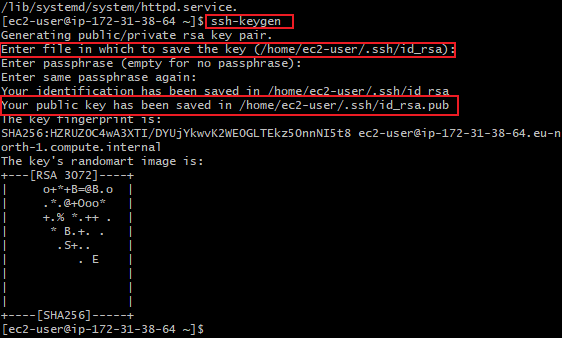 /lib/systemd/system/httpd.service.
[ec2-user@ip-172-31-38-64 ~]$ ssh-keygen
Generating public/private rsa key pair.
Enter file in which to save the key (/home/ec2-user/.ssh/id_rsa):
Enter passphrase (empty for no passphrase):
Enter same passphrase again:
Your identification has been saved in /home/ec2-user/.ssh/id_rsa
Your public key has been saved in /home/ec2-user/.ssh/id_rsa.pub
The key fingerprint is:
SHA256:HZRUZOC4wA3XTI/DYUjYkwvK2WEOGLTEkz5OnnNI5t8 ec2-user@ip-172-31-38-64.eu-n
orth-1.compute.internal
The key's randomart image is:
+---[RSA 3072]----+
|     o+*+B=@B.o  |
|     .*.@+Ooo*   |
|     +.% *.++ .  |
|      * B.+. .   |
|       .S+..     |
|          . E    |
|                 |
|                 |
|                 |
+----[SHA256]-----+
[ec2-user@ip-172-31-38-64 ~]$